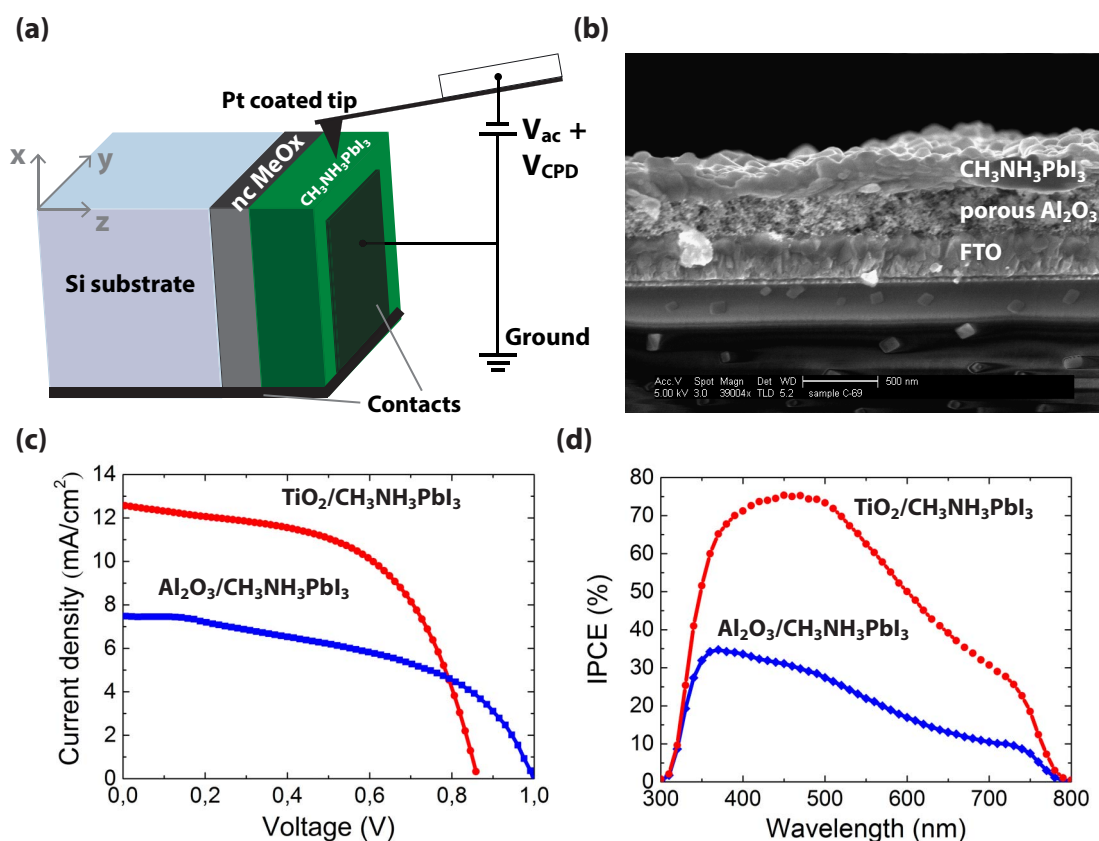 (a)
Pt coated tip
V_ac +
V_CPD
x
y
z
nc MeOx
CH₃NH₃PbI₃
Si substrate
Ground
Contacts
(b)
CH₃NH₃PbI₃
porous Al₂O₃
FTO
Acc.V Spot Magn Det WD 500 nm
5.00 kV 3.0 39004x TLD 5.2 sample C-69
(c)
Current density (mA/cm²)
14
12
10
8
6
4
2
0
TiO₂/CH₃NH₃PbI₃
Al₂O₃/CH₃NH₃PbI₃
0,0 0,2 0,4 0,6 0,8 1,0
Voltage (V)
(d)
IPCE (%)
80
70
60
50
40
30
20
10
0
TiO₂/CH₃NH₃PbI₃
Al₂O₃/CH₃NH₃PbI₃
300 400 500 600 700 800
Wavelength (nm)